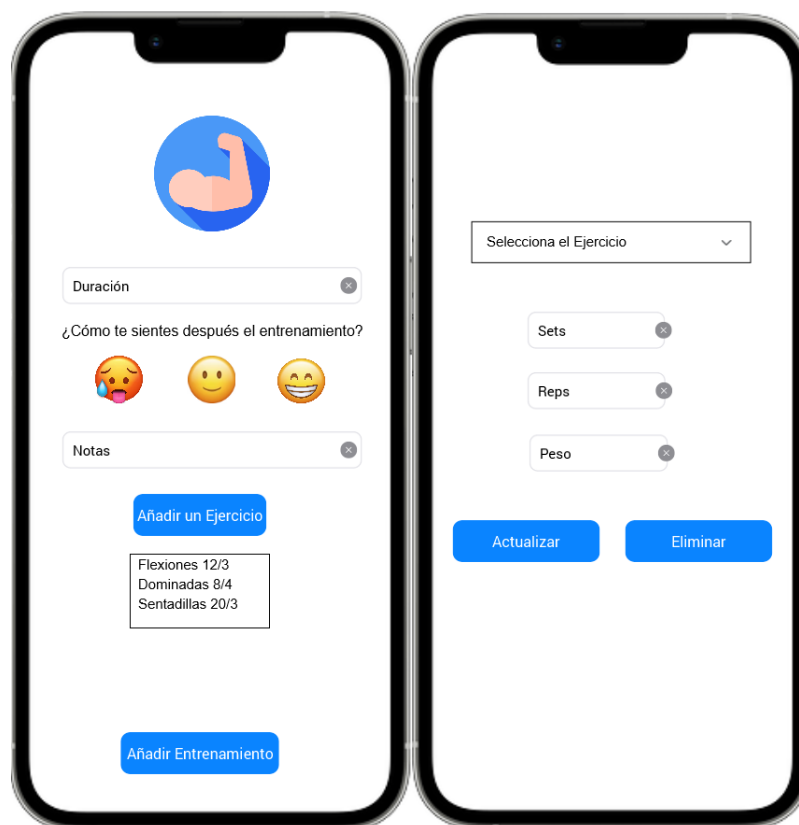 Duración
¿Cómo te sientes después el entrenamiento?
Notas
Añadir un Ejercicio
Flexiones 12/3
Dominadas 8/4
Sentadillas 20/3
Añadir Entrenamiento
Selecciona el Ejercicio
Sets
Reps
Peso
Actualizar
Eliminar